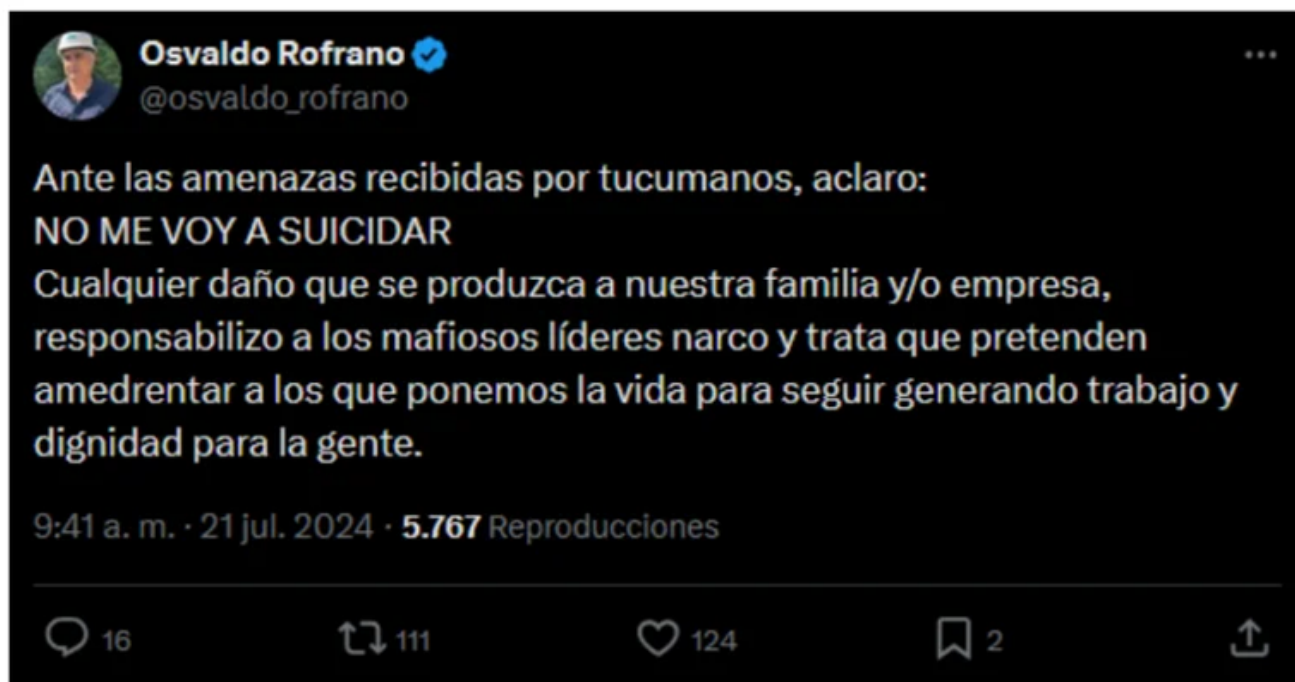 Osvaldo Rofrano
@osvaldo_rofrano
Ante las amenazas recibidas por tucumanos, aclaro:
NO ME VOY A SUICIDAR
Cualquier daño que se produzca a nuestra familia y/o empresa,
responsabilizo a los mafiosos líderes narco y trata que pretenden
amedrentar a los que ponemos la vida para seguir generando trabajo y
dignidad para la gente.
9:41 a. m. · 21 jul. 2024 · 5.767 Reproducciones
16 111 124 2